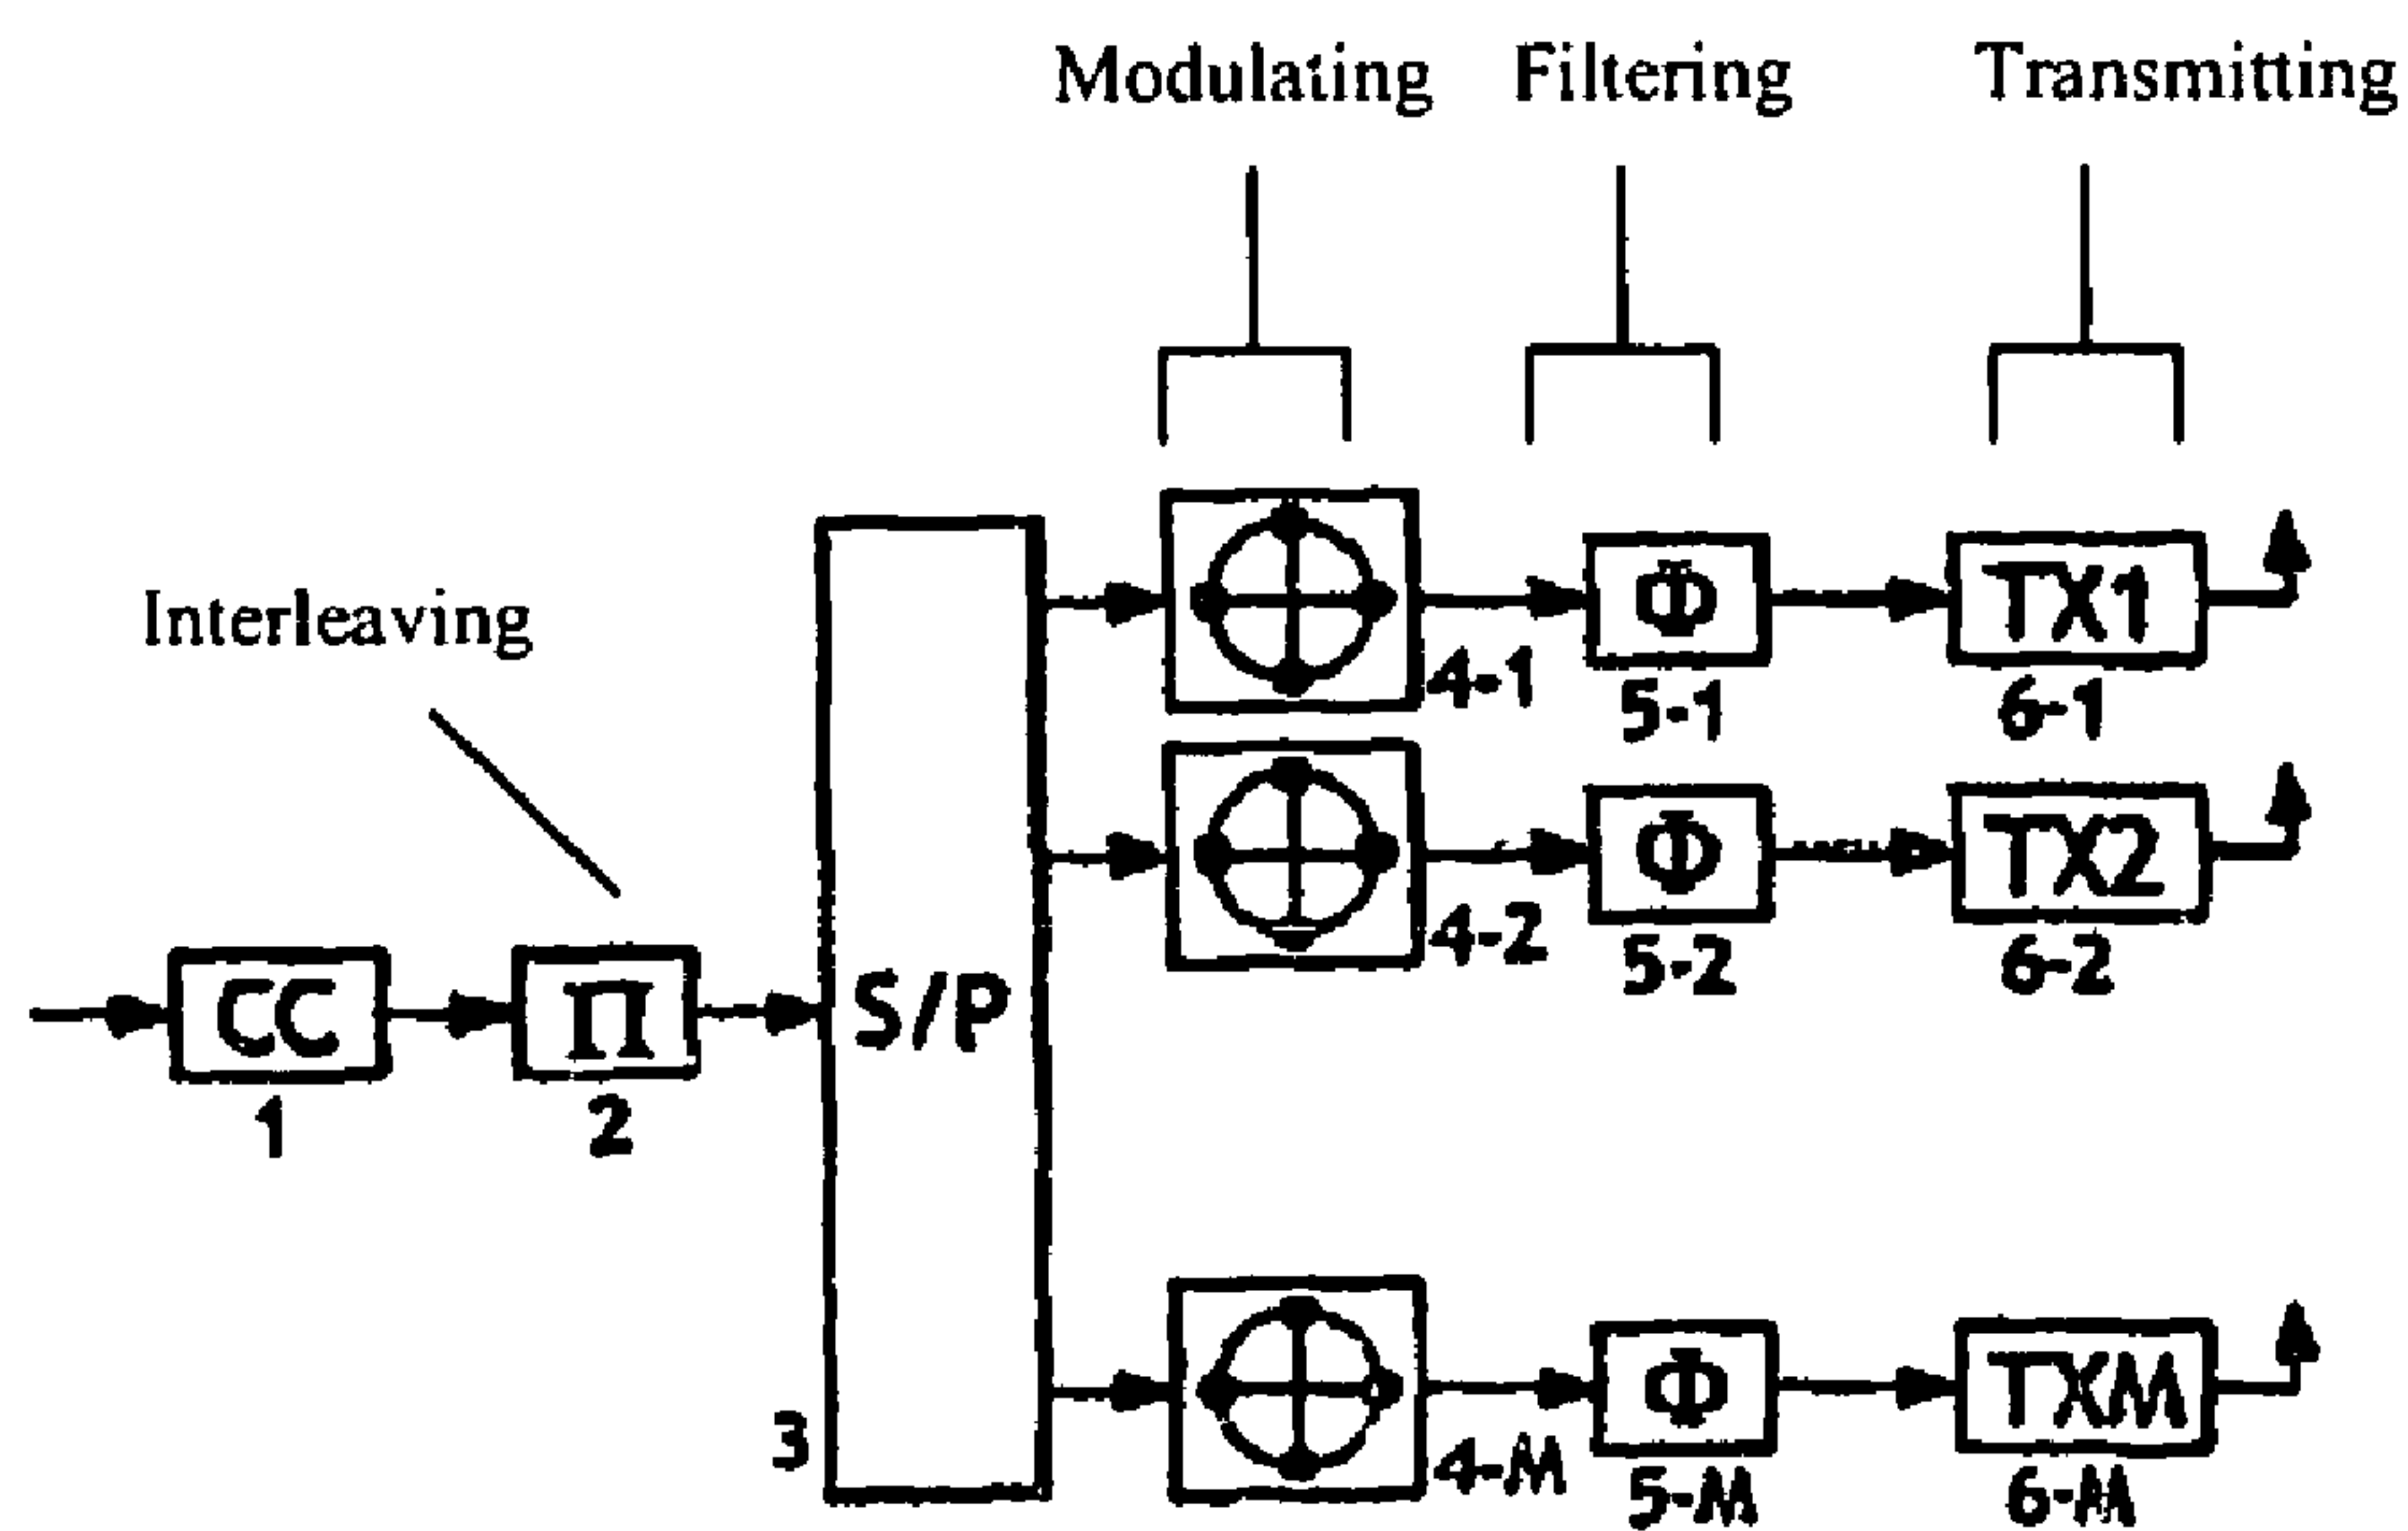 Modulating Filtering Transmitting
Interleaving
Φ TX1
4-1 5-1 6-1
Φ TX2
4-2 5-2 6-2
CC Π S/P
1 2
Φ TXM
3 4-M 5-M 6-M